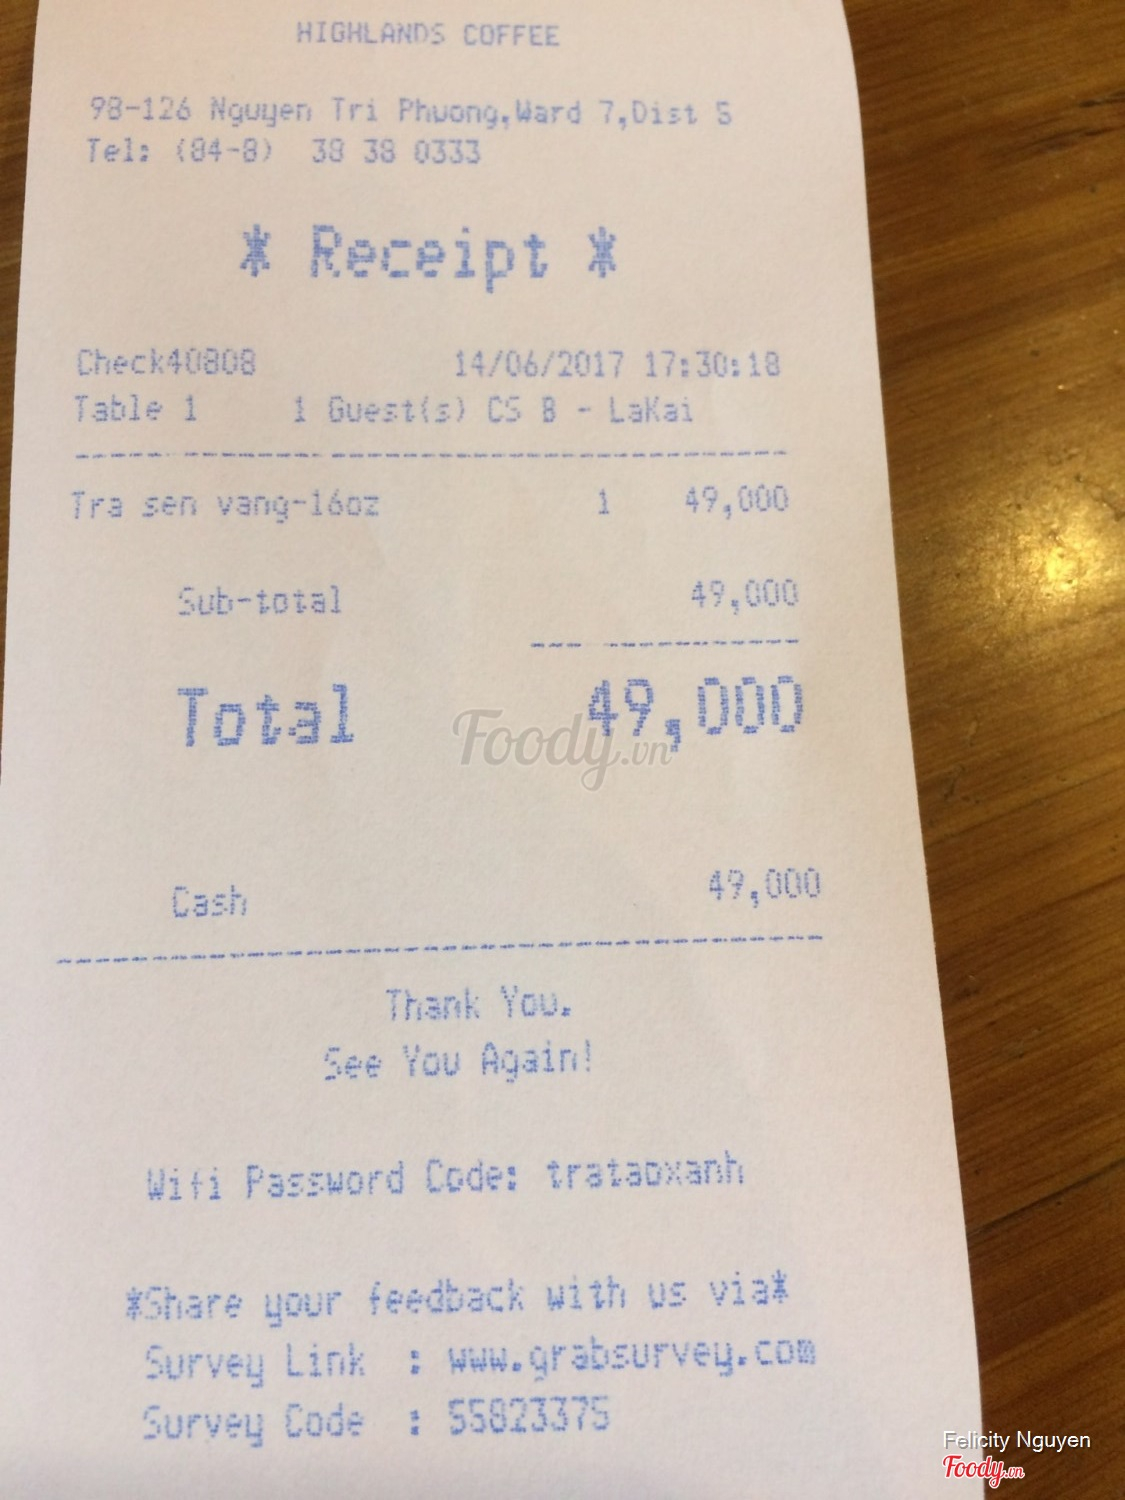 HIGHLANDS COFFEE
98-126 Nguyen Tri Phuong,Ward 7,Dist 5
Tel: (84-8) 38 38 0333
* Receipt *
Check40808 14/06/2017 17:30:18
Table 1 1 Guest(s) CS B - LaKai
Tra sen vang-16oz 1 49,000
Sub-total 49,000
Total 49,000
Foody.vn
Cash 49,000
Thank You.
See You Again!
Wifi Password Code: trataoxanh
*Share your feedback with us via*
Survey Link : www.grabsurvey.com
Survey Code : 55823375
Felicity Nguyen
Foody.vn